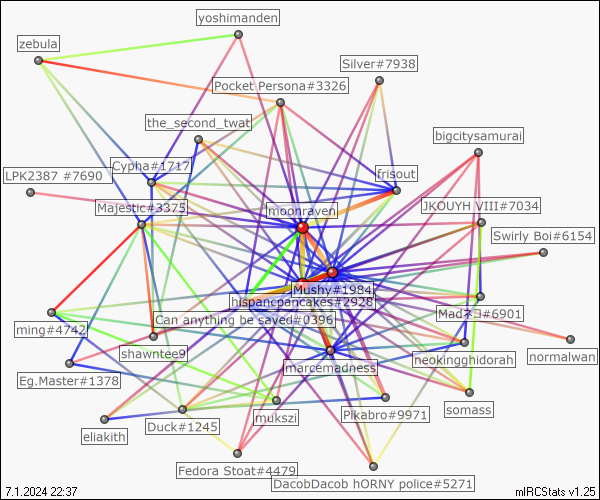 yoshimanden
zebula
Silver#7938
Pocket Persona#3326
the_second_twat
bigcitysamurai
Cypha#1717
LPK2387 #7690
frisout
Majestic#3375
moonraven
JKOUYH VIII#7034
Swirly Boi#6154
Mushy#1984
hispanicpancakes#2928
Can anything be saved#0396
Madネコ#6901
ming#4742
shawntee9
neokingghidorah
normalwan
marcemadness
Eg.Master#1378
somass
mukszi
Pikabro#9971
eliakith
Duck#1245
Fedora Stoat#4479
DacobDacob hORNY police#5271
7.1.2024 22:37
mIRCStats v1.25